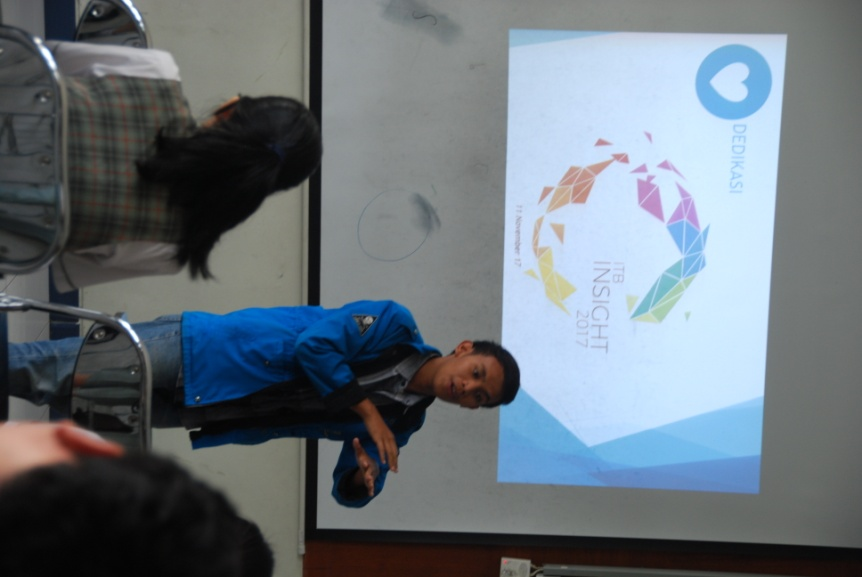 DEDIKASI
ITB
INSIGHT
2017
11 November 17